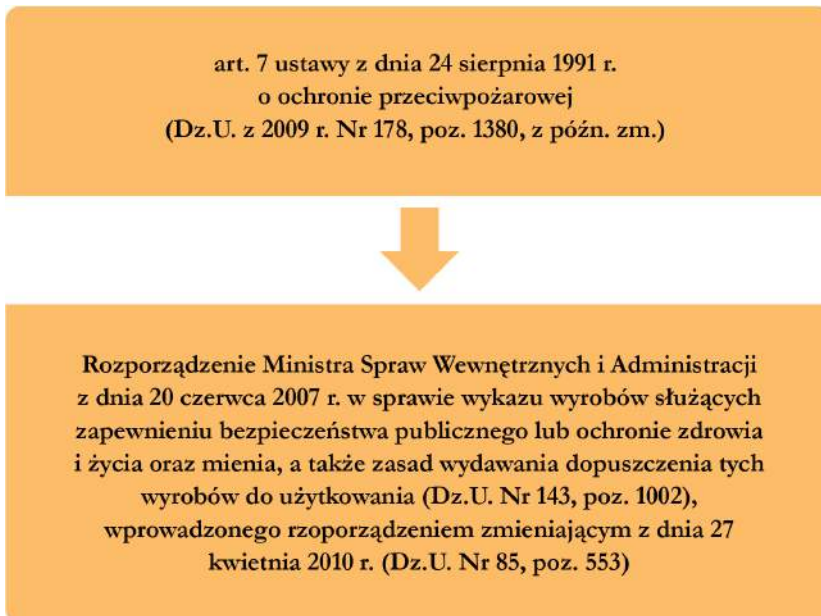 art. 7 ustawy z dnia 24 sierpnia 1991 r.
o ochronie przeciwpożarowej
(Dz.U. z 2009 r. Nr 178, poz. 1380, z późn. zm.)
Rozporządzenie Ministra Spraw Wewnętrznych i Administracji
z dnia 20 czerwca 2007 r. w sprawie wykazu wyrobów służących
zapewnieniu bezpieczeństwa publicznego lub ochronie zdrowia
i życia oraz mienia, a także zasad wydawania dopuszczenia tych
wyrobów do użytkowania (Dz.U. Nr 143, poz. 1002),
wprowadzonego rzoporządzeniem zmieniającym z dnia 27
kwietnia 2010 r. (Dz.U. Nr 85, poz. 553)